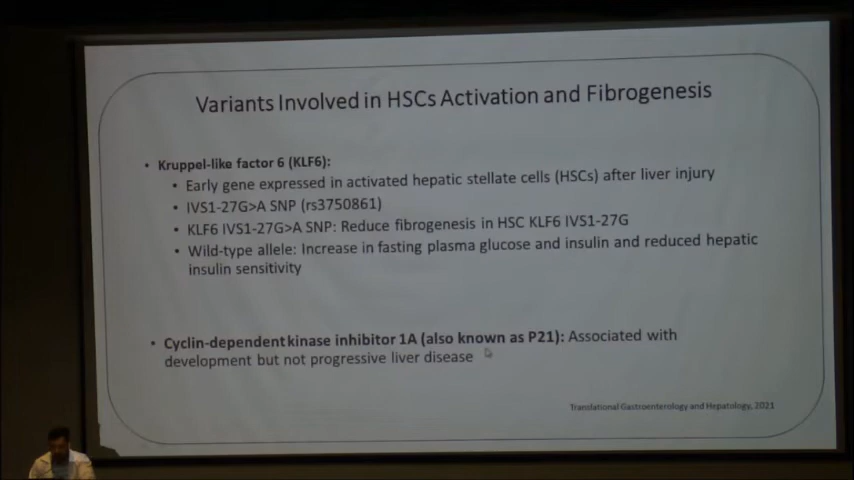 Variants Involved in HSCs Activation and Fibrogenesis
• Kruppel-like factor 6 (KLF6):
• Early gene expressed in activated hepatic stellate cells (HSCs) after liver injury
• IVS1-27G>A SNP (rs3750861)
• KLF6 IVS1-27G>A SNP: Reduce fibrogenesis in HSC KLF6 IVS1-27G
• Wild-type allele: Increase in fasting plasma glucose and insulin and reduced hepatic
insulin sensitivity
• Cyclin-dependent kinase inhibitor 1A (also known as P21): Associated with
development but not progressive liver disease
Translational Gastroenterology and Hepatology, 2021